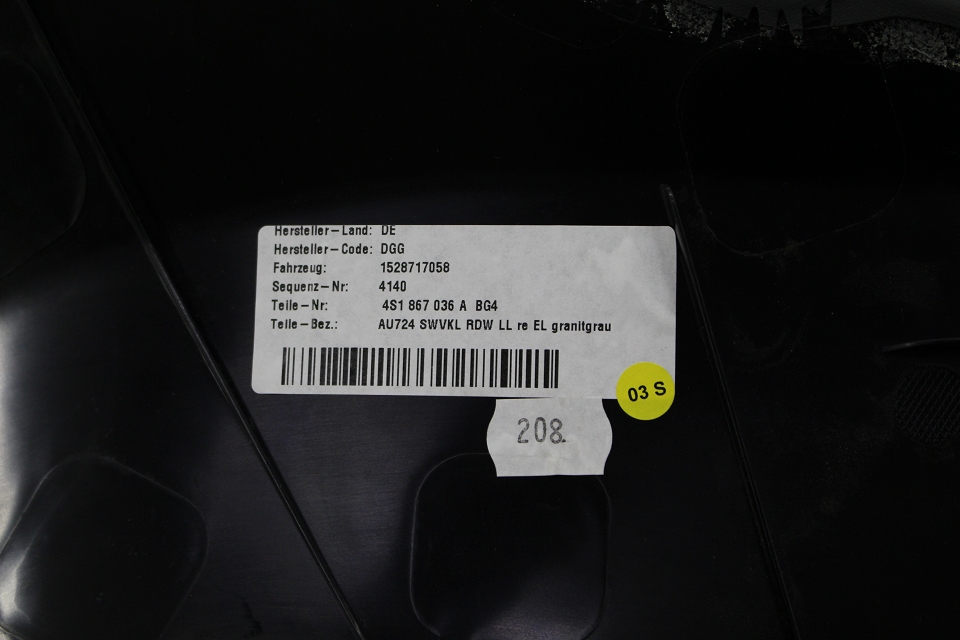 Hersteller-Land: DE
Hersteller-Code: DGG
Fahrzeug: 1528717058
Sequenz-Nr: 4140
Teile-Nr: 4S1 867 036 A BG4
Teile-Bez.: AU724 SWVKL RDW LL re EL granitgrau
03 S
208.